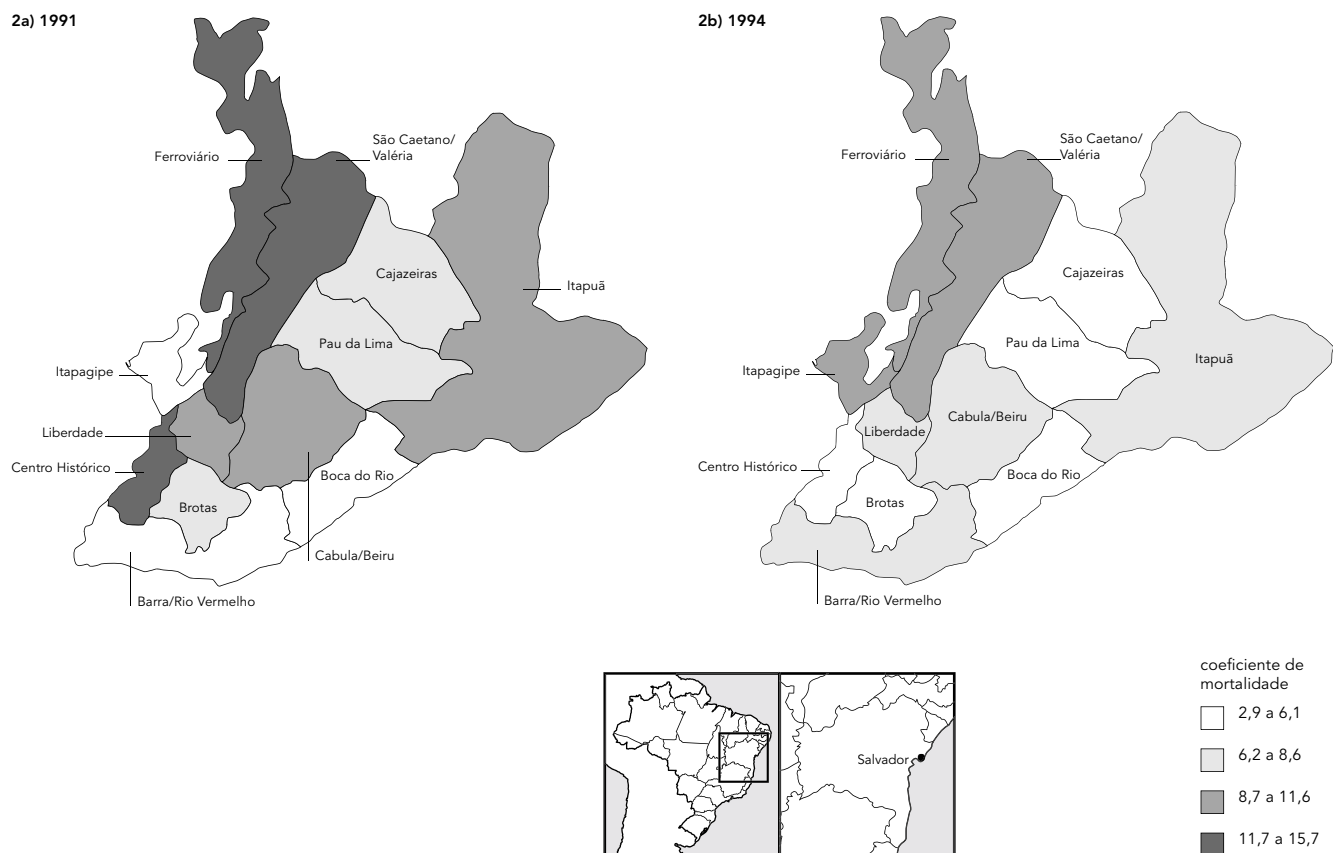 2a) 1991
Ferroviário
São Caetano/
Valéria
Cajazeiras
Itapuã
Pau da Lima
Itapagipe
Liberdade
Centro Histórico
Boca do Rio
Brotas
Cabula/Beiru
Barra/Rio Vermelho
2b) 1994
São Caetano/
Valéria
Ferroviário
Cajazeiras
Pau da Lima
Itapuã
Itapagipe
Cabula/Beiru
Liberdade
Centro Histórico
Boca do Rio
Brotas
Barra/Rio Vermelho
Salvador
coeficiente de
mortalidade
2,9 a 6,1
6,2 a 8,6
8,7 a 11,6
11,7 a 15,7